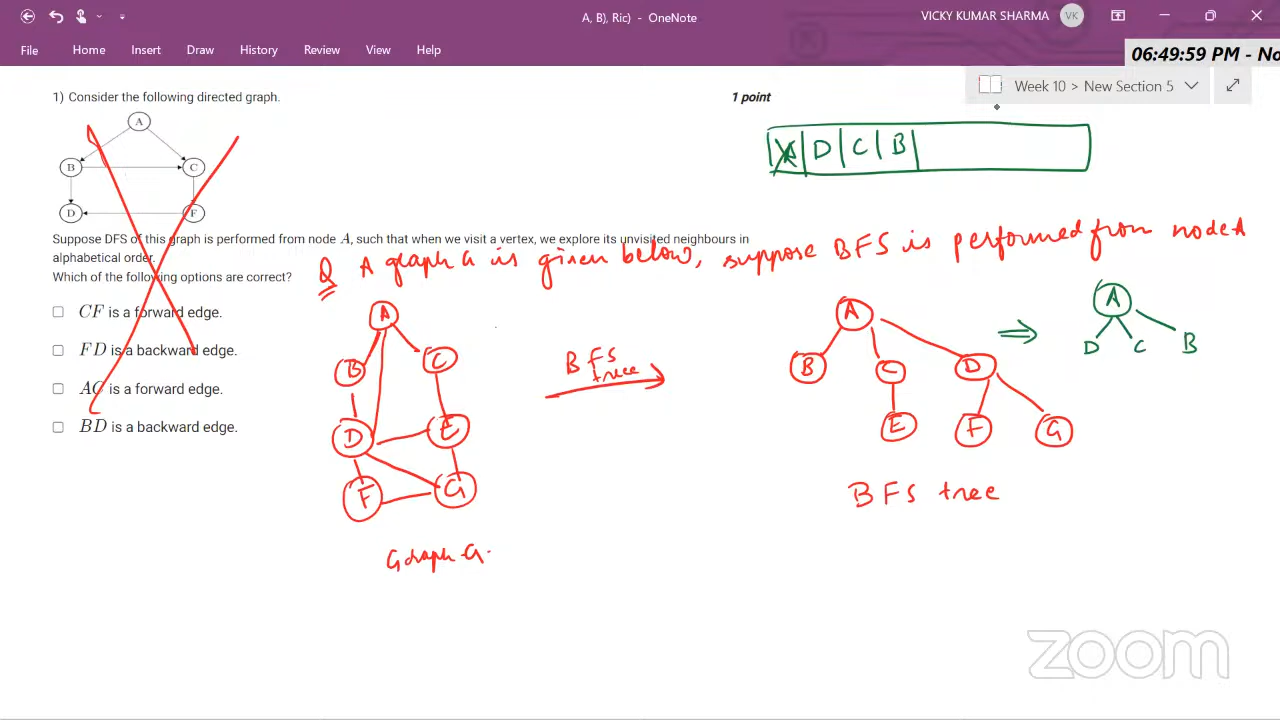 A, B), Ric) - OneNote
VICKY KUMAR SHARMA
VK
File
Home
Insert
Draw
History
Review
View
Help
06:49:59 PM - No
Week 10 > New Section 5
1) Consider the following directed graph.
1 point
A
B
C
D
F
A D C B
Suppose DFS of this graph is performed from node A, such that when we visit a vertex, we explore its unvisited neighbours in
alphabetical order.
Which of the following options are correct?
CF is a forward edge.
FD is a backward edge.
AC is a forward edge.
BD is a backward edge.
Q A graph G is given below, suppose BFS is performed from node A
A
B C
D E
F G
Graph G.
BFS
tree
A
B C D
E F G
BFS tree
⇒
A
D C B
zoom